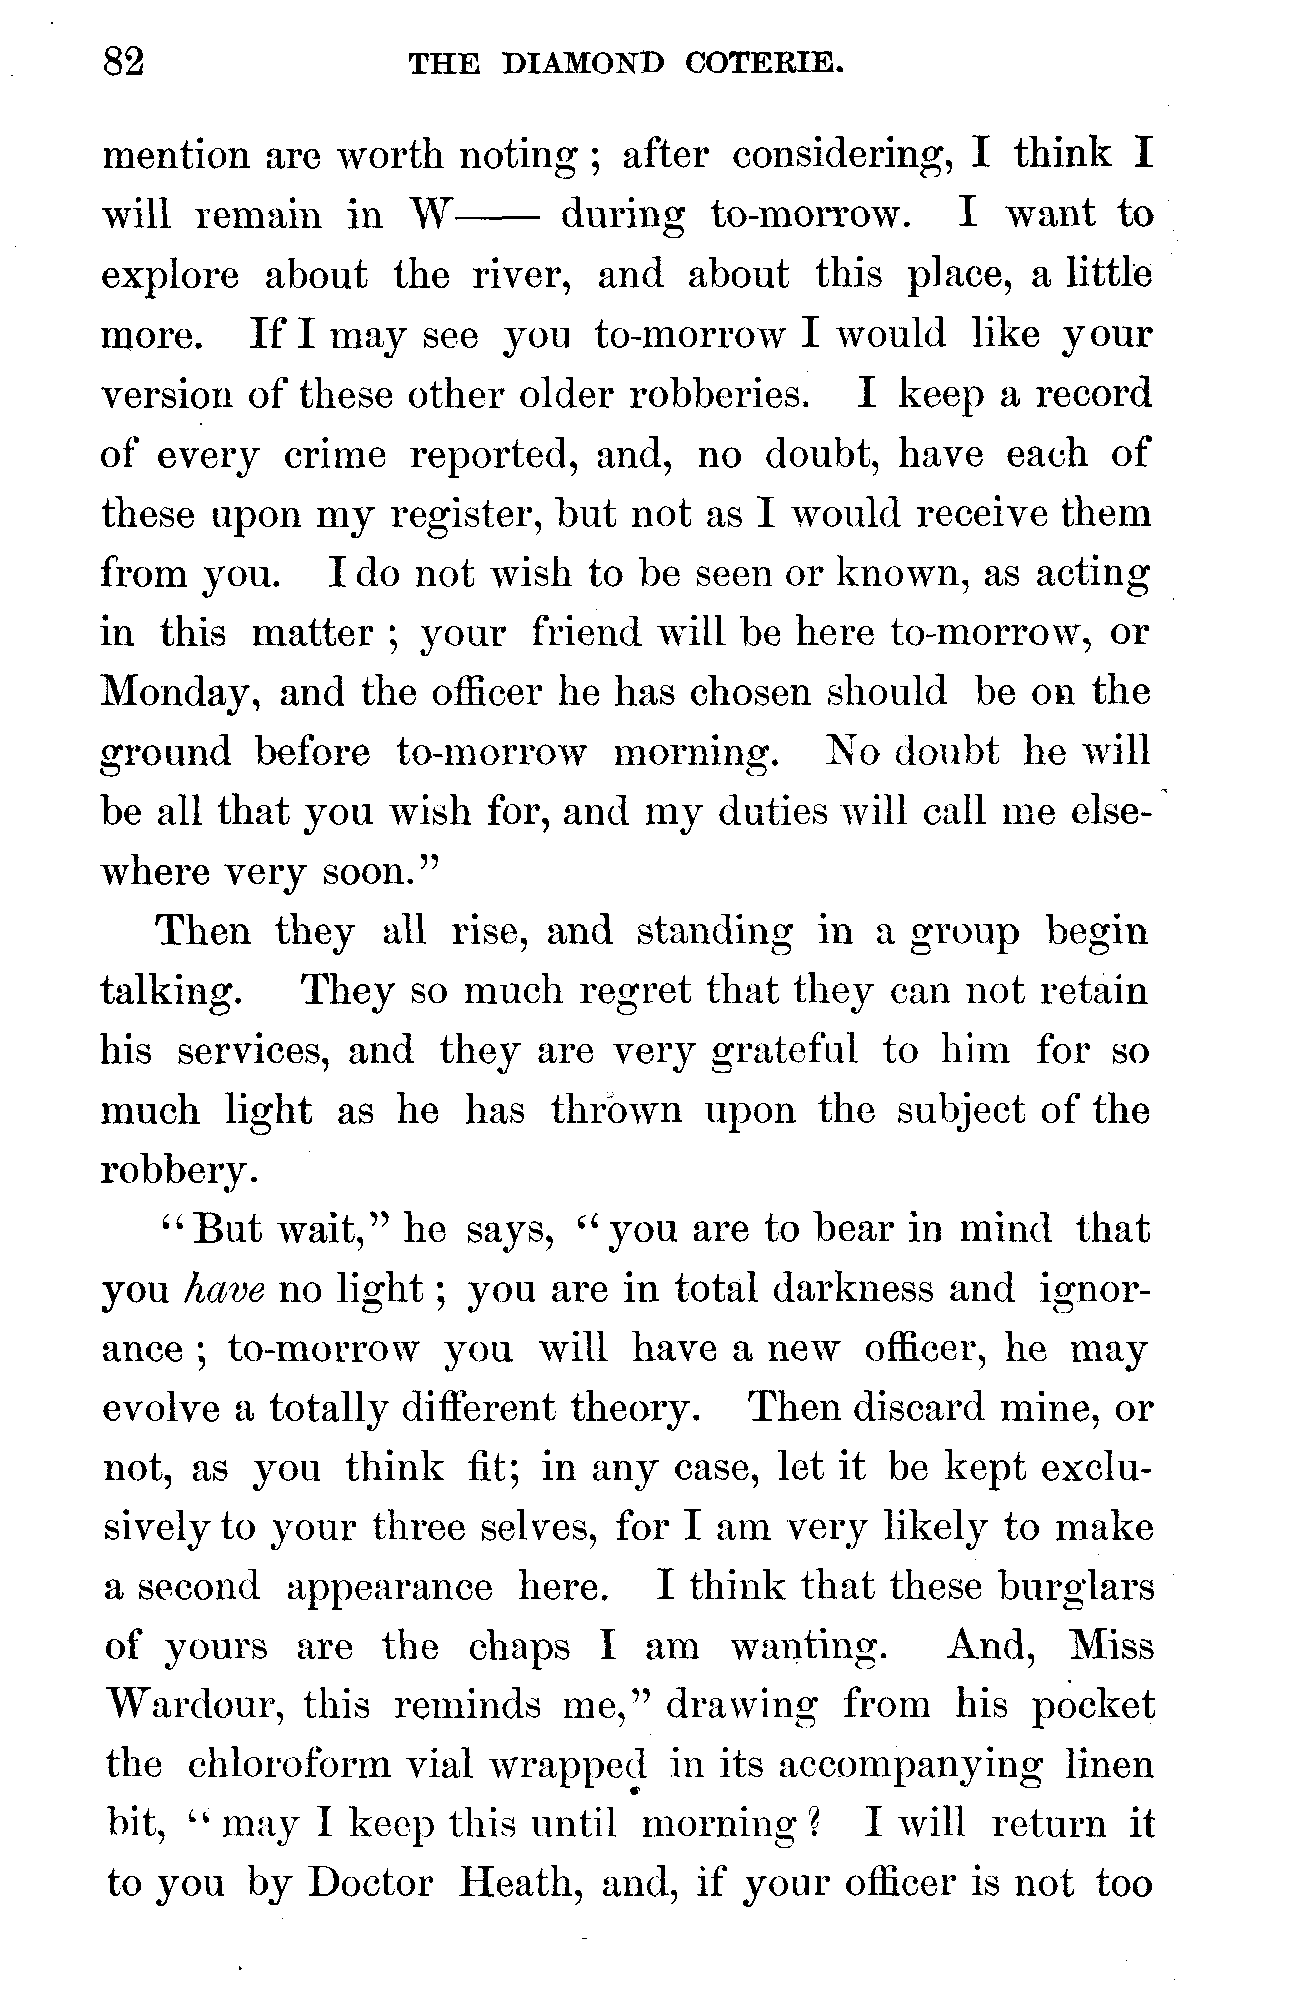 82 THE DIAMOND COTERIE.
mention are worth noting ; after considering, I think I
will remain in W—— during to-morrow. I want to
explore about the river, and about this place, a little
more. If I may see you to-morrow I would like your
version of these other older robberies. I keep a record
of every crime reported, and, no doubt, have each of
these upon my register, but not as I would receive them
from you. I do not wish to be seen or known, as acting
in this matter ; your friend will be here to-morrow, or
Monday, and the officer he has chosen should be on the
ground before to-morrow morning. No doubt he will
be all that you wish for, and my duties will call me else-
where very soon.”
Then they all rise, and standing in a group begin
talking. They so much regret that they can not retain
his services, and they are very grateful to him for so
much light as he has thrown upon the subject of the
robbery.
“But wait,” he says, “you are to bear in mind that
you have no light ; you are in total darkness and ignor-
ance ; to-morrow you will have a new officer, he may
evolve a totally different theory. Then discard mine, or
not, as you think fit; in any case, let it be kept exclu-
sively to your three selves, for I am very likely to make
a second appearance here. I think that these burglars
of yours are the chaps I am wanting. And, Miss
Wardour, this reminds me,” drawing from his pocket
the chloroform vial wrapped in its accompanying linen
bit, “may I keep this until morning? I will return it
to you by Doctor Heath, and, if your officer is not too